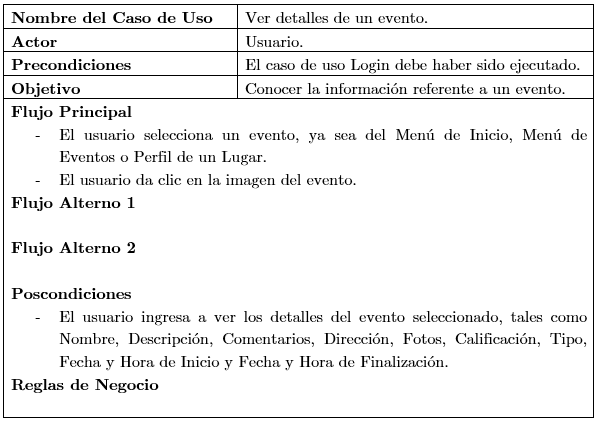 Nombre del Caso de Uso Ver detalles de un evento.
Actor Usuario.
Precondiciones El caso de uso Login debe haber sido ejecutado.
Objetivo Conocer la información referente a un evento.
Flujo Principal
- El usuario selecciona un evento, ya sea del Menú de Inicio, Menú de
Eventos o Perfil de un Lugar.
- El usuario da clic en la imagen del evento.
Flujo Alterno 1
Flujo Alterno 2
Poscondiciones
- El usuario ingresa a ver los detalles del evento seleccionado, tales como
Nombre, Descripción, Comentarios, Dirección, Fotos, Calificación, Tipo,
Fecha y Hora de Inicio y Fecha y Hora de Finalización.
Reglas de Negocio